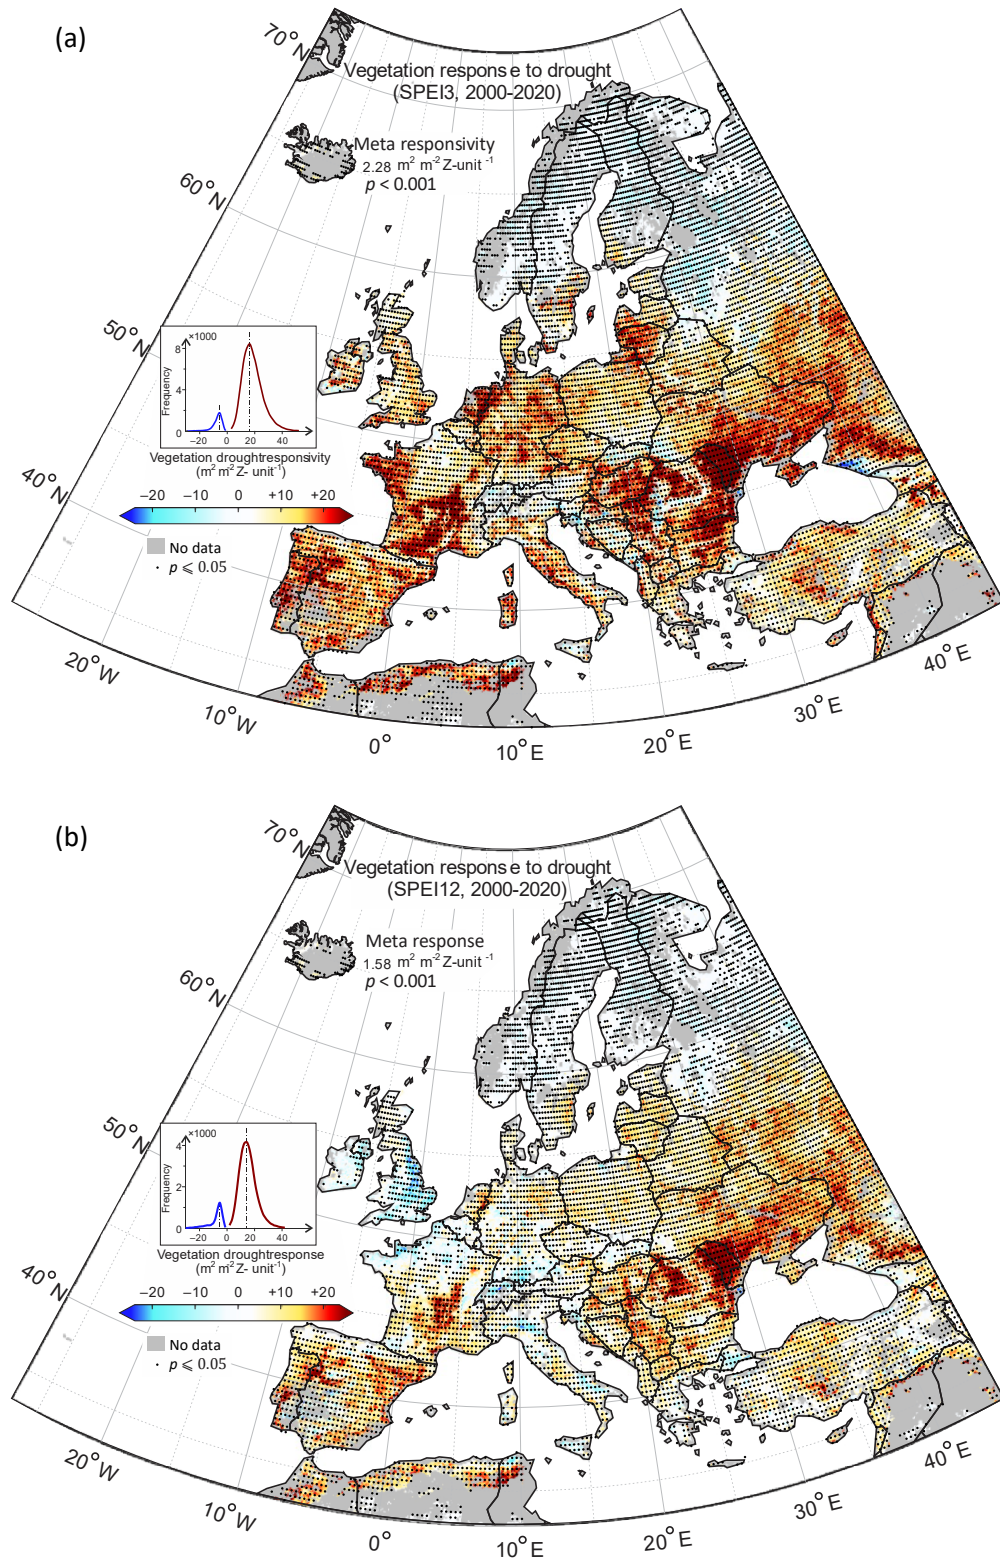 (a)
70°N
Vegetation response to drought
(SPEI3, 2000-2020)
Meta responsivity
2.28 m² m⁻² Z-unit⁻¹
p < 0.001
60°N
50°N
×1000
8
4
0
Frequency
−20 0 20 40
Vegetation droughtresponsivity
(m² m² Z- unit⁻¹)
40°N
−20 −10 0 +10 +20
No data
p ⩽ 0.05
20°W
10°W
0°
10°E
20°E
30°E
40°E
(b)
70°N
Vegetation response to drought
(SPEI12, 2000-2020)
Meta response
1.58 m² m⁻² Z-unit⁻¹
p < 0.001
60°N
50°N
×1000
4
2
0
Frequency
−20 0 20 40
Vegetation droughtresponse
(m² m² Z- unit⁻¹)
40°N
−20 −10 0 +10 +20
No data
p ⩽ 0.05
20°W
10°W
0°
10°E
20°E
30°E
40°E